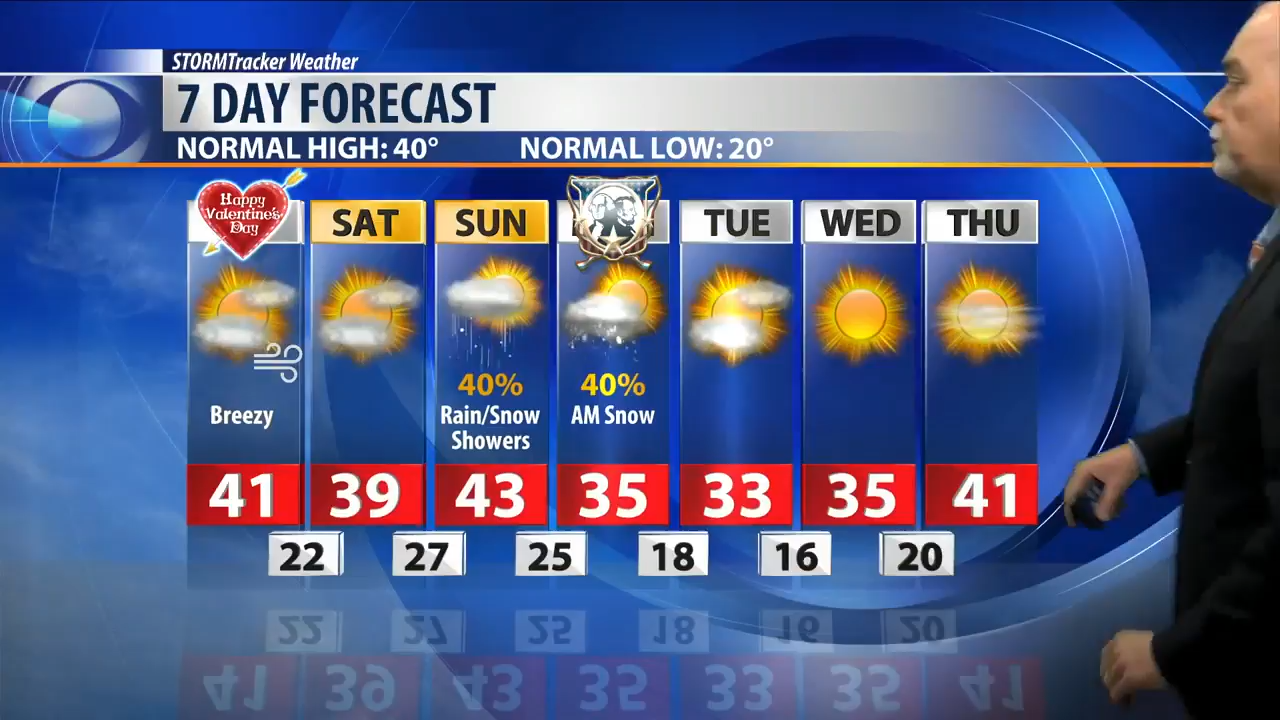 STORMTracker Weather
7 DAY FORECAST
NORMAL HIGH: 40° NORMAL LOW: 20°
Happy
Valentine's
Day
SAT SUN TUE WED THU
40% 40%
Breezy Rain/Snow Showers AM Snow
41 39 43 35 33 35 41
22 27 25 18 16 20